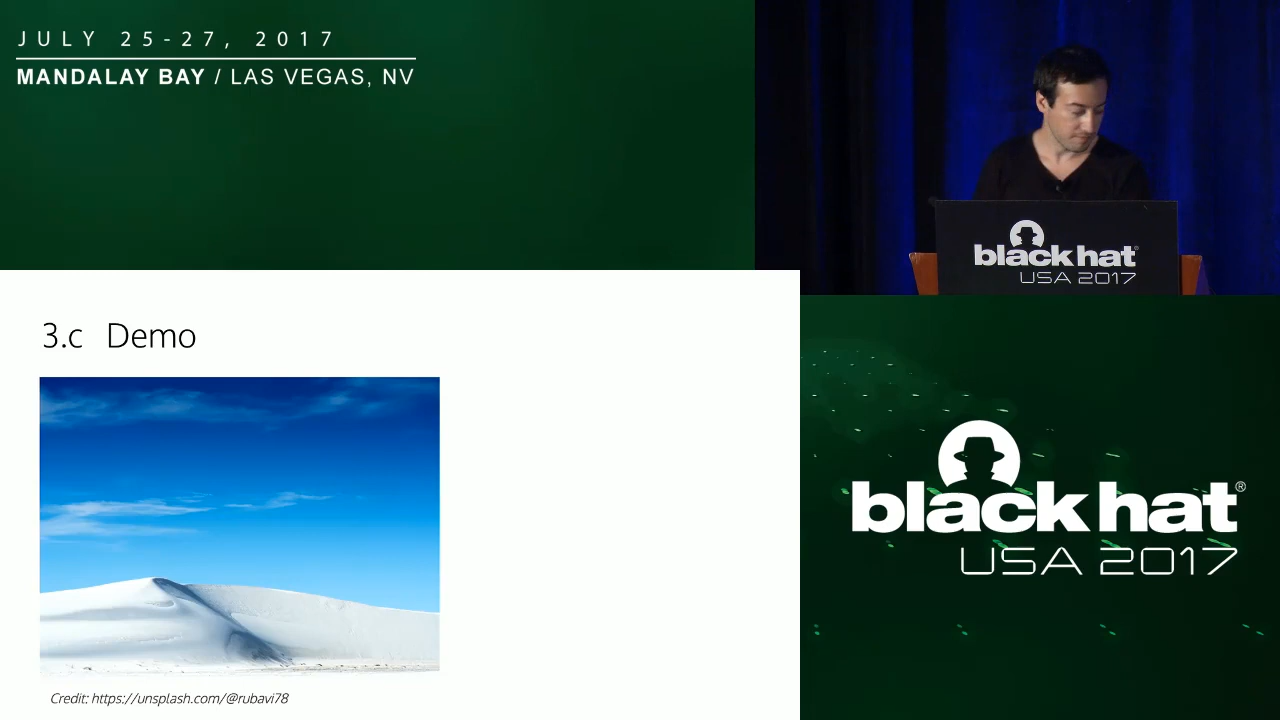 JULY 25-27, 2017
MANDALAY BAY / LAS VEGAS, NV
black hat®
USA 2017
3.c Demo
Credit: https://unsplash.com/@rubavi78
black hat®
USA 2017